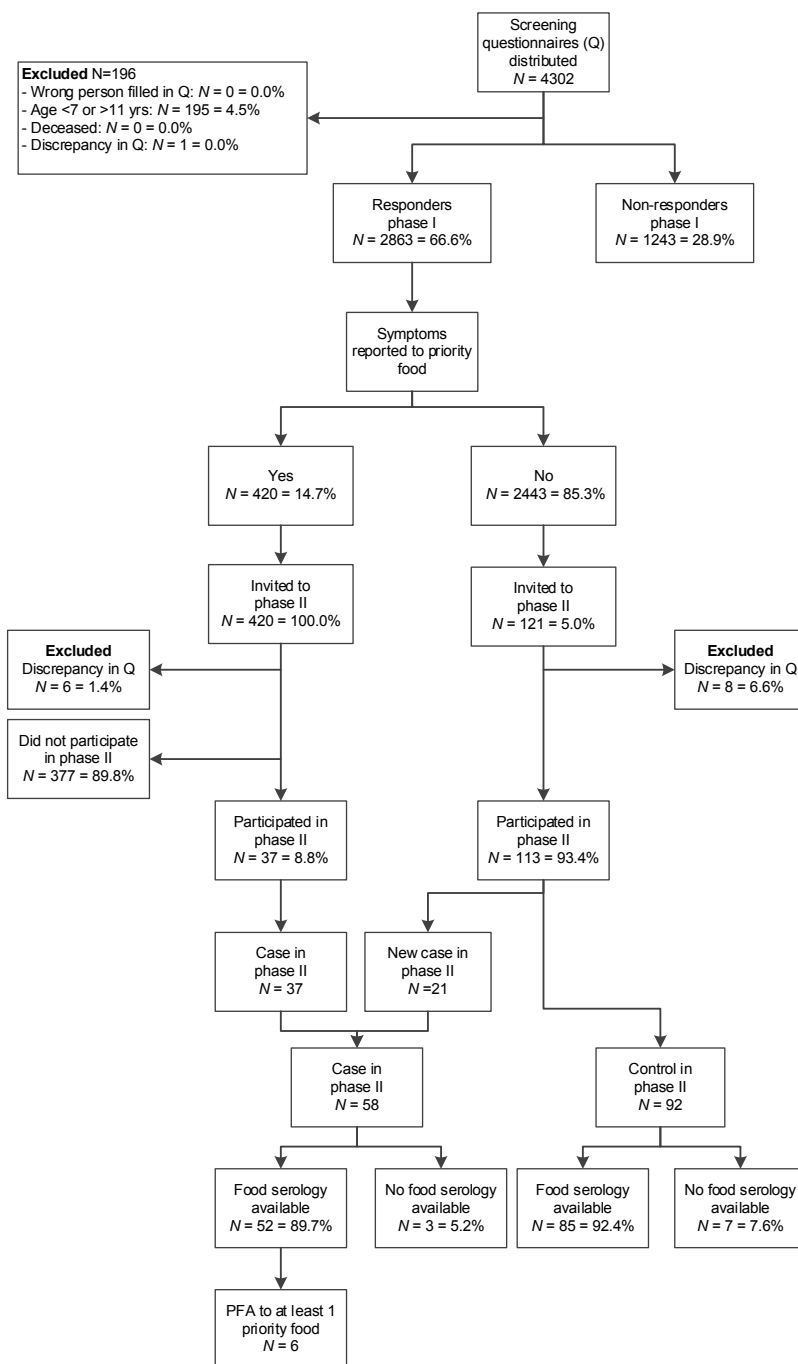 Screening
questionnaires (Q)
distributed
N = 4302
Excluded N=196
- Wrong person filled in Q: N = 0 = 0.0%
- Age <7 or >11 yrs: N = 195 = 4.5%
- Deceased: N = 0 = 0.0%
- Discrepancy in Q: N = 1 = 0.0%
Responders
phase I
N = 2863 = 66.6%
Non-responders
phase I
N = 1243 = 28.9%
Symptoms
reported to priority
food
Yes
N = 420 = 14.7%
No
N = 2443 = 85.3%
Invited to
phase II
N = 420 = 100.0%
Invited to
phase II
N = 121 = 5.0%
Excluded
Discrepancy in Q
N = 6 = 1.4%
Excluded
Discrepancy in Q
N = 8 = 6.6%
Did not participate
in phase II
N = 377 = 89.8%
Participated in
phase II
N = 37 = 8.8%
Participated in
phase II
N = 113 = 93.4%
Case in
phase II
N = 37
New case in
phase II
N =21
Case in
phase II
N = 58
Control in
phase II
N = 92
Food serology
available
N = 52 = 89.7%
No food serology
available
N = 3 = 5.2%
Food serology
available
N = 85 = 92.4%
No food serology
available
N = 7 = 7.6%
PFA to at least 1
priority food
N = 6